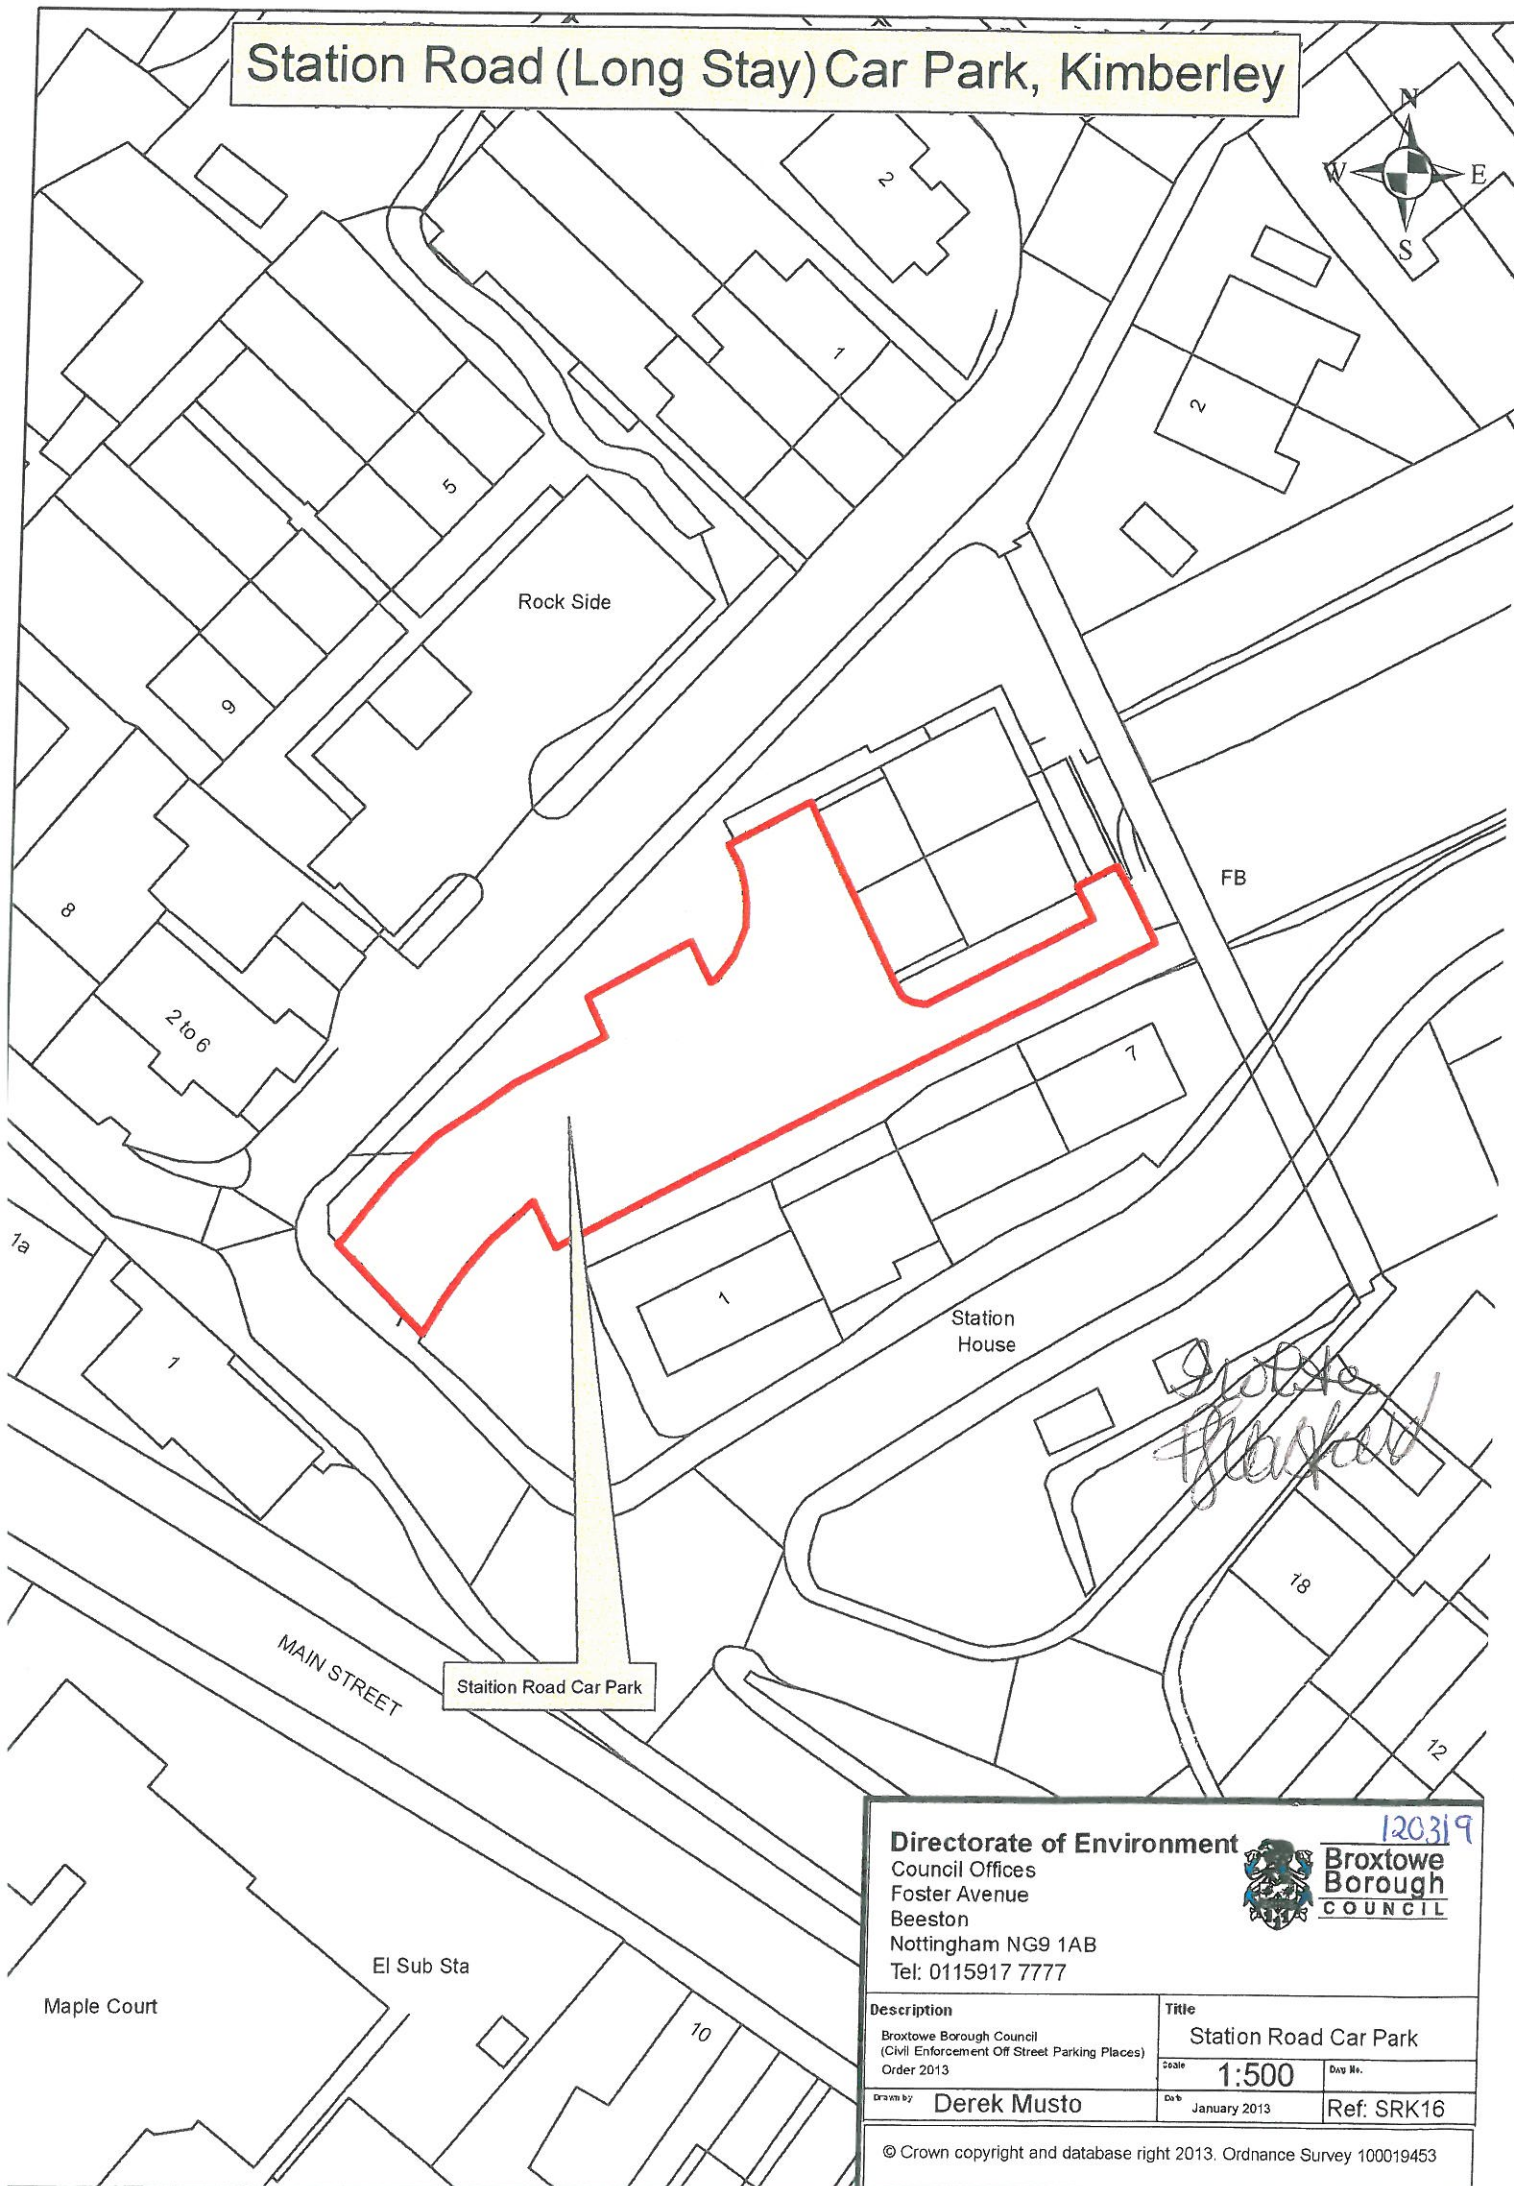 Station Road (Long Stay) Car Park, Kimberley
N
W
E
S
2
1
2
5
Rock Side
9
8
FB
2 to 6
7
1a
1
1
Station
House
18
MAIN STREET
Staition Road Car Park
12
El Sub Sta
Maple Court
10
120319
Directorate of Environment
Council Offices
Foster Avenue
Beeston
Nottingham NG9 1AB
Tel: 0115917 7777
Broxtowe
Borough
COUNCIL
Description
Broxtowe Borough Council
(Civil Enforcement Off Street Parking Places)
Order 2013
Title
Station Road Car Park
Scale
1:500
Dwg No.
Drawn by
Derek Musto
Date
January 2013
Ref: SRK16
© Crown copyright and database right 2013. Ordnance Survey 100019453